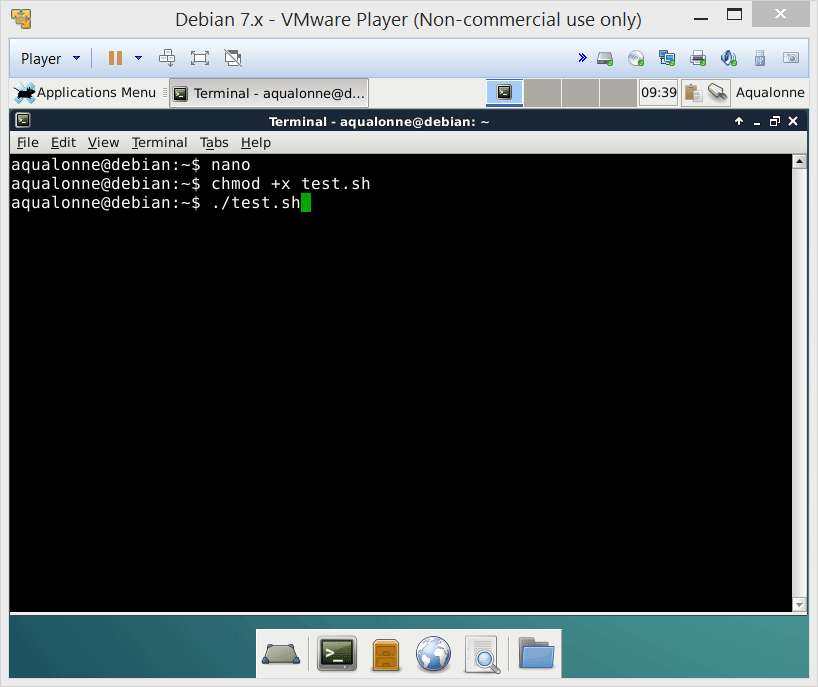 Debian 7.x - VMware Player (Non-commercial use only)
Player
Applications Menu
Terminal - aqualonne@d...
09:39
Aqualonne
Terminal - aqualonne@debian: ~
File Edit View Terminal Tabs Help
aqualonne@debian:~$ nano
aqualonne@debian:~$ chmod +x test.sh
aqualonne@debian:~$ ./test.sh